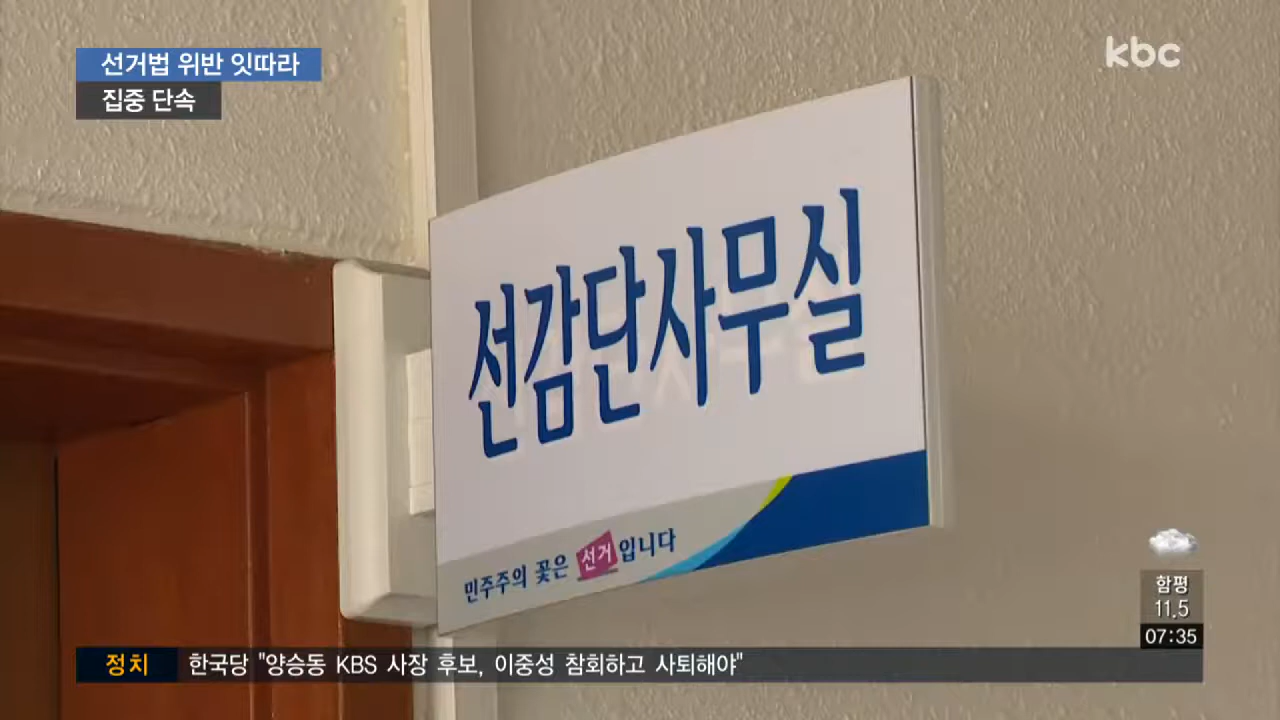 선거법 위반 잇따라
집중 단속
kbc
선감단사무실
민주주의 꽃은 선거입니다
함평
11.5
07:35
정치 한국당 "양승동 KBS 사장 후보, 이중성 참회하고 사퇴해야"